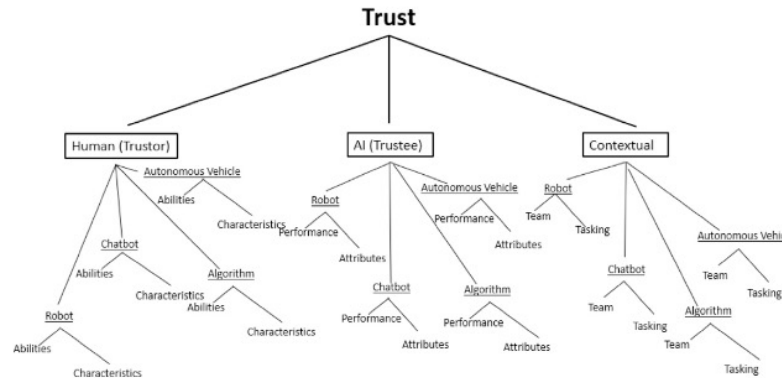 Trust
Human (Trustor)
AI (Trustee)
Contextual
Autonomous Vehicle
Abilities
Characteristics
Chatbot
Abilities
Characteristics
Algorithm
Abilities
Characteristics
Robot
Abilities
Characteristics
Robot
Performance
Attributes
Autonomous Vehicle
Performance
Attributes
Chatbot
Performance
Attributes
Algorithm
Performance
Attributes
Robot
Team
Tasking
Autonomous Vehi
Team
Tasking
Chatbot
Team
Tasking
Algorithm
Team
Tasking